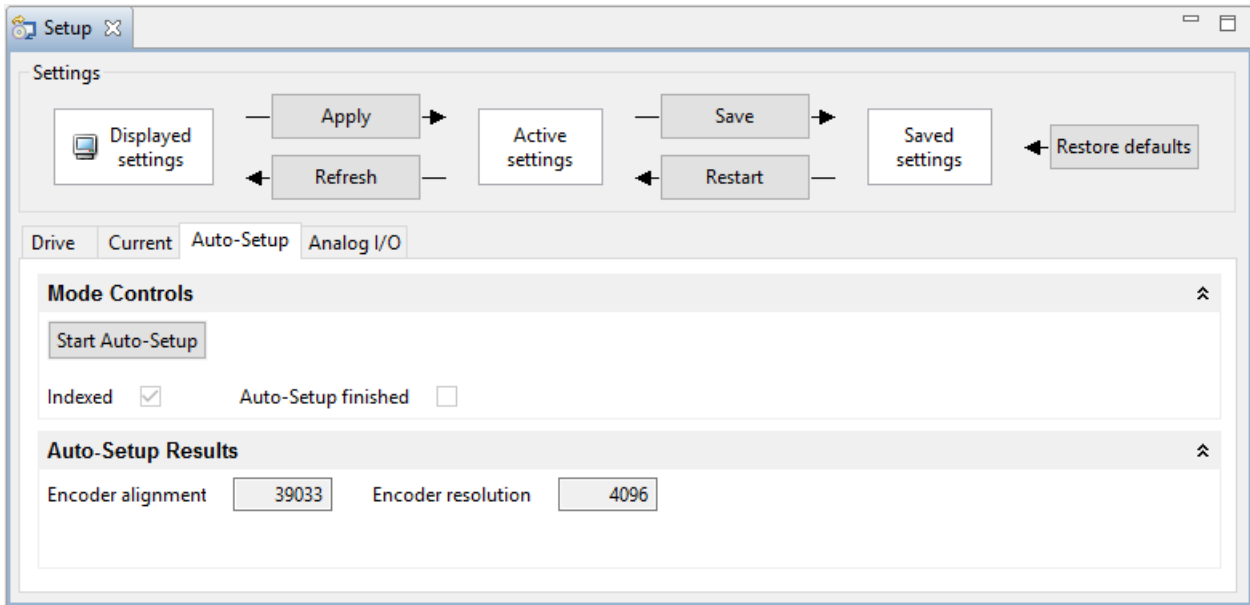 Setup
Settings
Displayed
settings
Apply
Refresh
Active
settings
Save
Restart
Saved
settings
Restore defaults
Drive Current Auto-Setup Analog I/O
Mode Controls
Start Auto-Setup
Indexed Auto-Setup finished
Auto-Setup Results
Encoder alignment 39033 Encoder resolution 4096